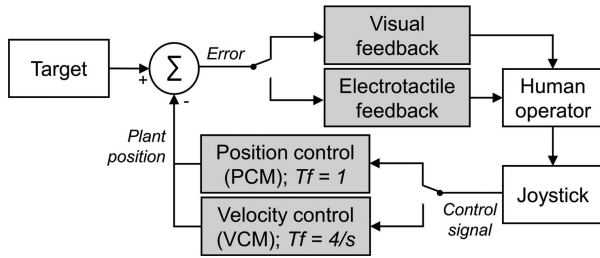 Target
+
Σ
-
Error
Visual
feedback
Electrotactile
feedback
Human
operator
Joystick
Control
signal
Position control
(PCM); Tf = 1
Velocity control
(VCM); Tf = 4/s
Plant
position